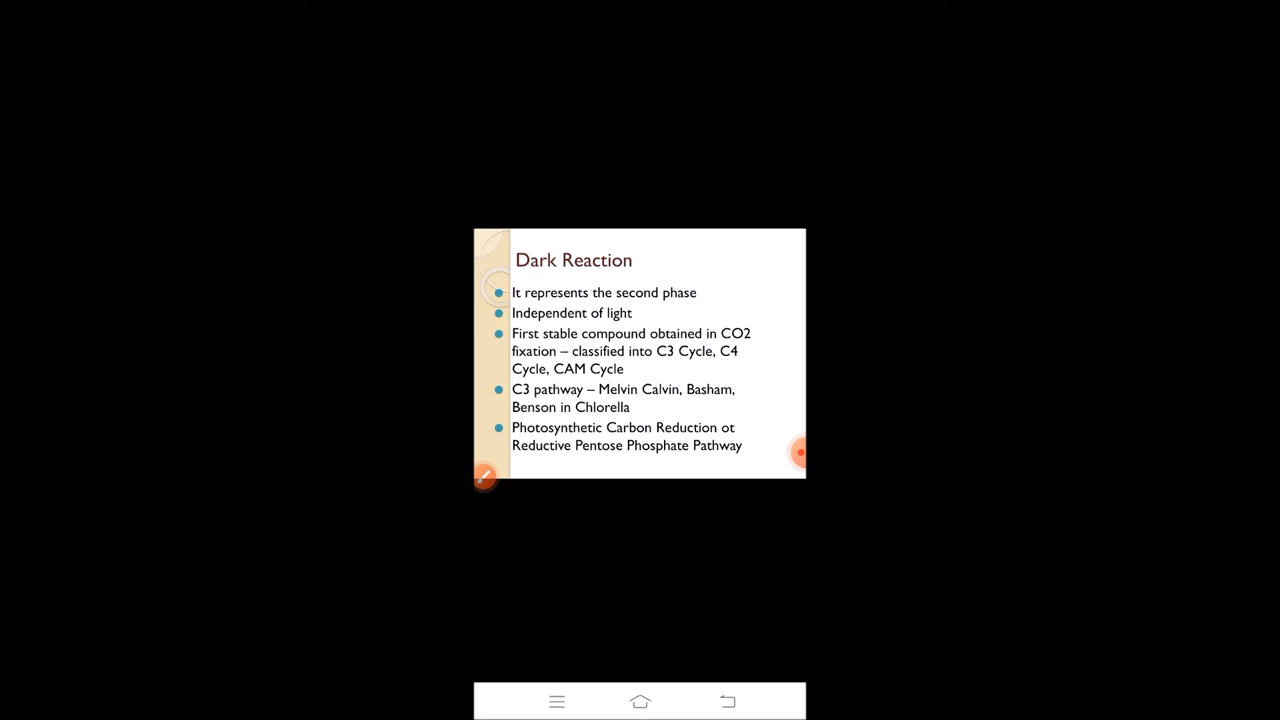 Dark Reaction
It represents the second phase
Independent of light
First stable compound obtained in CO2
fixation – classified into C3 Cycle, C4
Cycle, CAM Cycle
C3 pathway – Melvin Calvin, Basham,
Benson in Chlorella
Photosynthetic Carbon Reduction ot
Reductive Pentose Phosphate Pathway